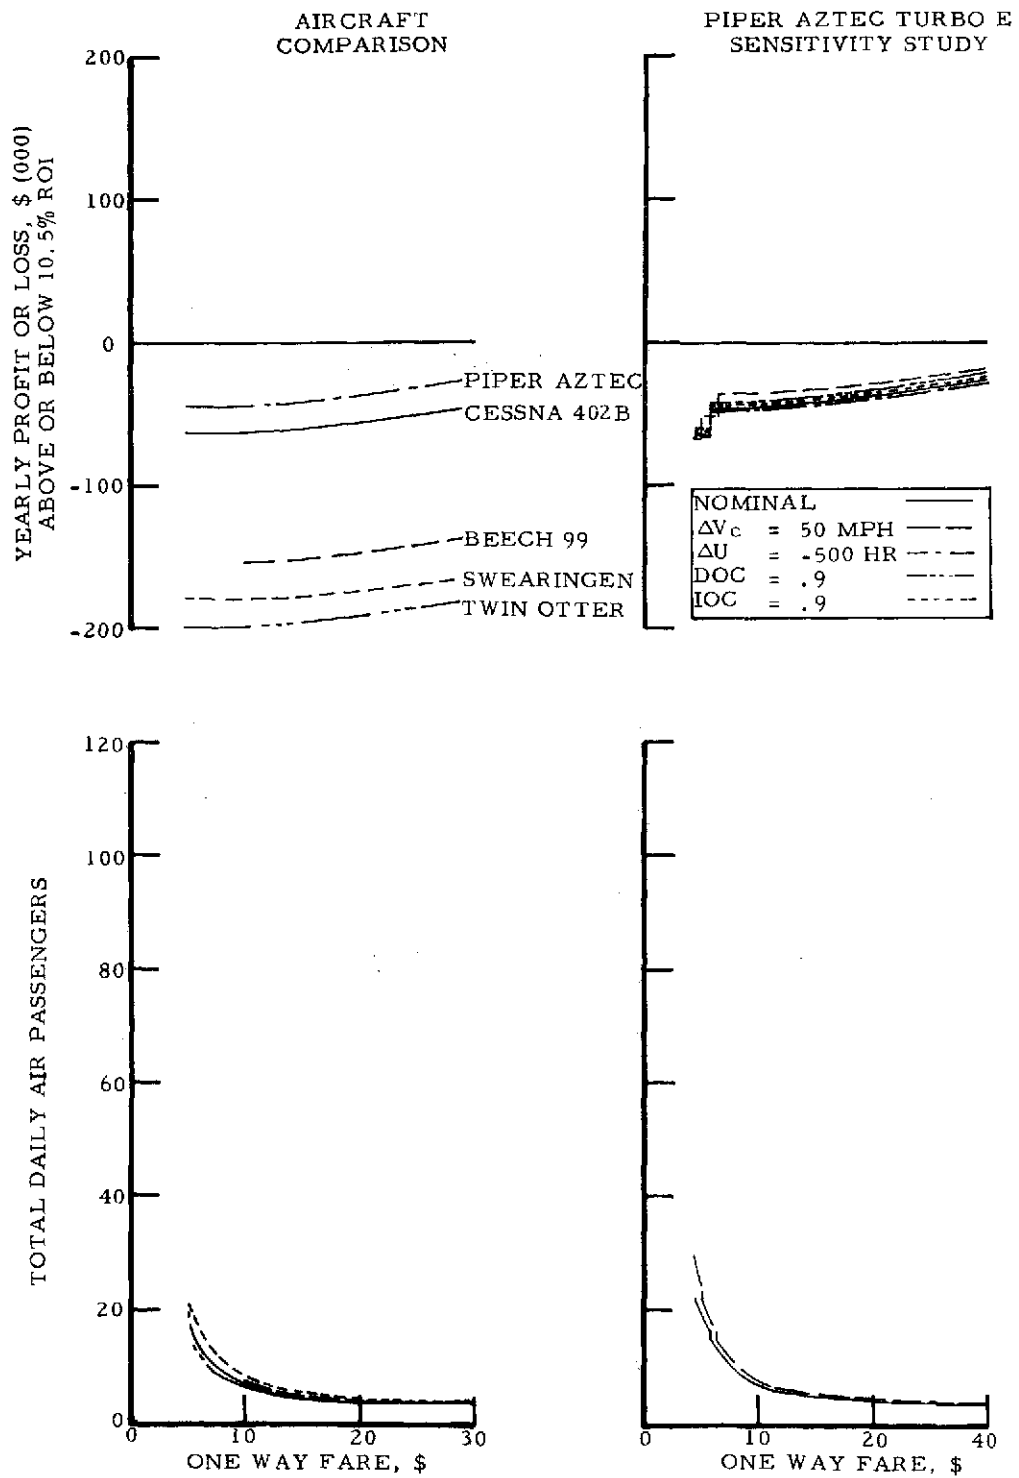 AIRCRAFT
COMPARISON
PIPER AZTEC TURBO E
SENSITIVITY STUDY
YEARLY PROFIT OR LOSS, $ (000)
ABOVE OR BELOW 10.5% ROI
200
100
0
-100
-200
PIPER AZTEC
CESSNA 402B
BEECH 99
SWEARINGEN
TWIN OTTER
NOMINAL
ΔVc = 50 MPH
ΔU = -500 HR
DOC = .9
IOC = .9
TOTAL DAILY AIR PASSENGERS
120
100
80
60
40
20
0
0 10 20 30
ONE WAY FARE, $
0 10 20 40
ONE WAY FARE, $